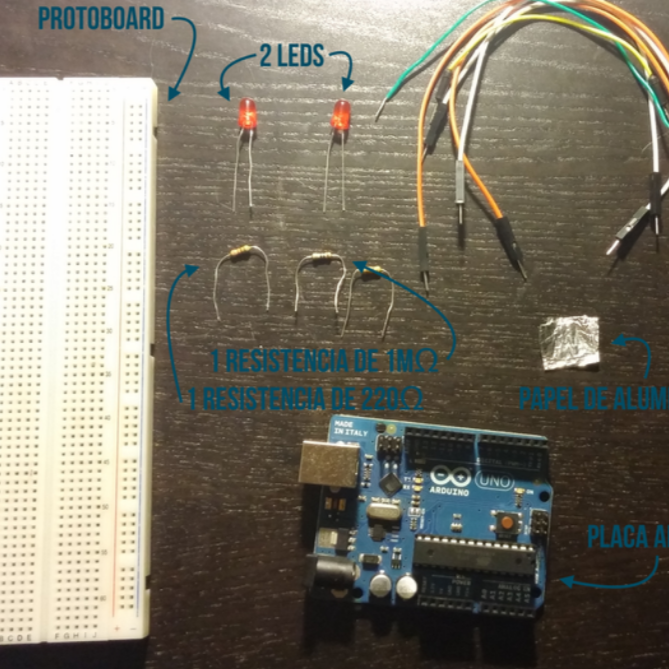 PROTOBOARD
2 LEDS
1 RESISTENCIA DE 1MΩ
1 RESISTENCIA DE 220Ω
PAPEL DE ALUM
PLACA A
MADE
IN ITALY
UNO
ARDUINO
ON